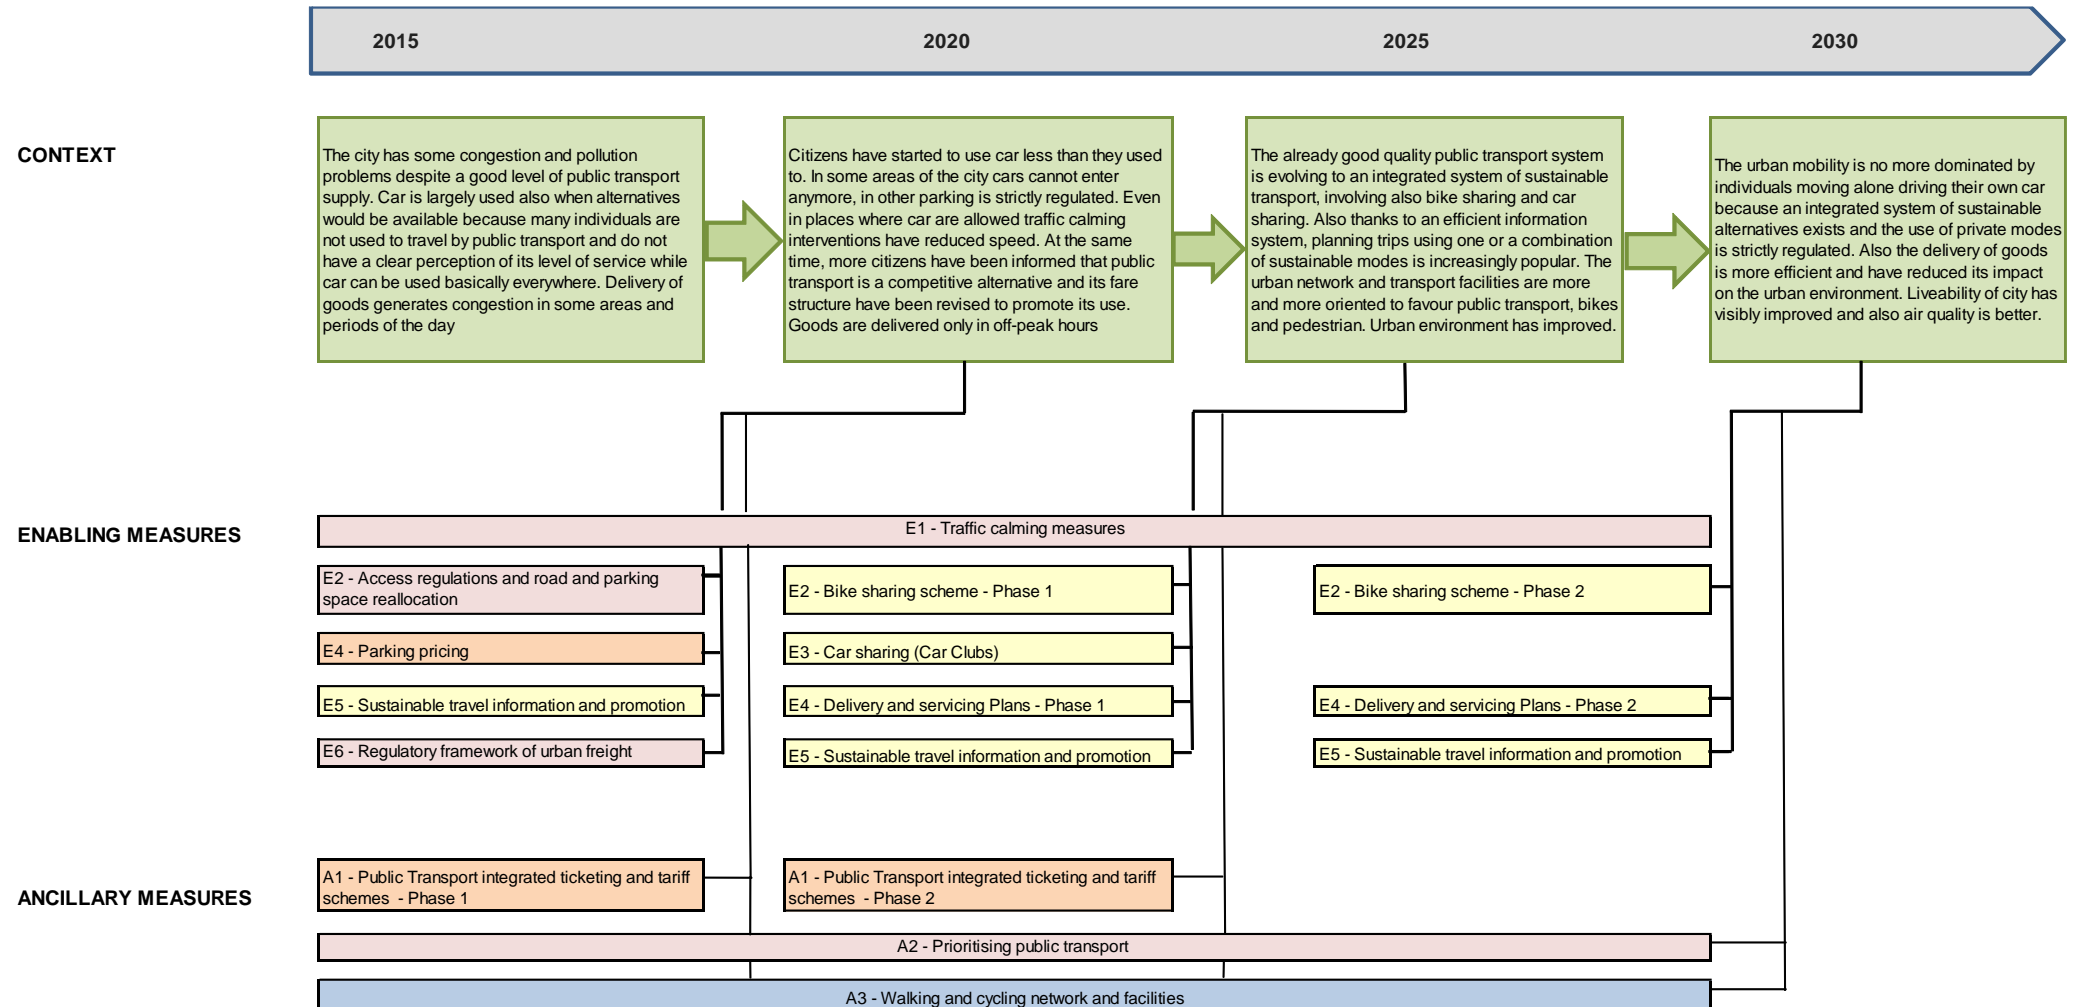 2015 2020 2025 2030
CONTEXT
The city has some congestion and pollution
problems despite a good level of public transport
supply. Car is largely used also when alternatives
would be available because many individuals are
not used to travel by public transport and do not
have a clear perception of its level of service while
car can be used basically everywhere. Delivery of
goods generates congestion in some areas and
periods of the day
Citizens have started to use car less than they used
to. In some areas of the city cars cannot enter
anymore, in other parking is strictly regulated. Even
in places where car are allowed traffic calming
interventions have reduced speed. At the same
time, more citizens have been informed that public
transport is a competitive alternative and its fare
structure have been revised to promote its use.
Goods are delivered only in off-peak hours
The already good quality public transport system
is evolving to an integrated system of sustainable
transport, involving also bike sharing and car
sharing. Also thanks to an efficient information
system, planning trips using one or a combination
of sustainable modes is increasingly popular. The
urban network and transport facilities are more
and more oriented to favour public transport, bikes
and pedestrian. Urban environment has improved.
The urban mobility is no more dominated by
individuals moving alone driving their own car
because an integrated system of sustainable
alternatives exists and the use of private modes
is strictly regulated. Also the delivery of goods
is more efficient and have reduced its impact
on the urban environment. Liveability of city has
visibly improved and also air quality is better.
ENABLING MEASURES
E1 - Traffic calming measures
E2 - Access regulations and road and parking
space reallocation
E4 - Parking pricing
E5 - Sustainable travel information and promotion
E6 - Regulatory framework of urban freight
E2 - Bike sharing scheme - Phase 1
E3 - Car sharing (Car Clubs)
E4 - Delivery and servicing Plans - Phase 1
E5 - Sustainable travel information and promotion
E2 - Bike sharing scheme - Phase 2
E4 - Delivery and servicing Plans - Phase 2
E5 - Sustainable travel information and promotion
ANCILLARY MEASURES
A1 - Public Transport integrated ticketing and tariff
schemes - Phase 1
A1 - Public Transport integrated ticketing and tariff
schemes - Phase 2
A2 - Prioritising public transport
A3 - Walking and cycling network and facilities